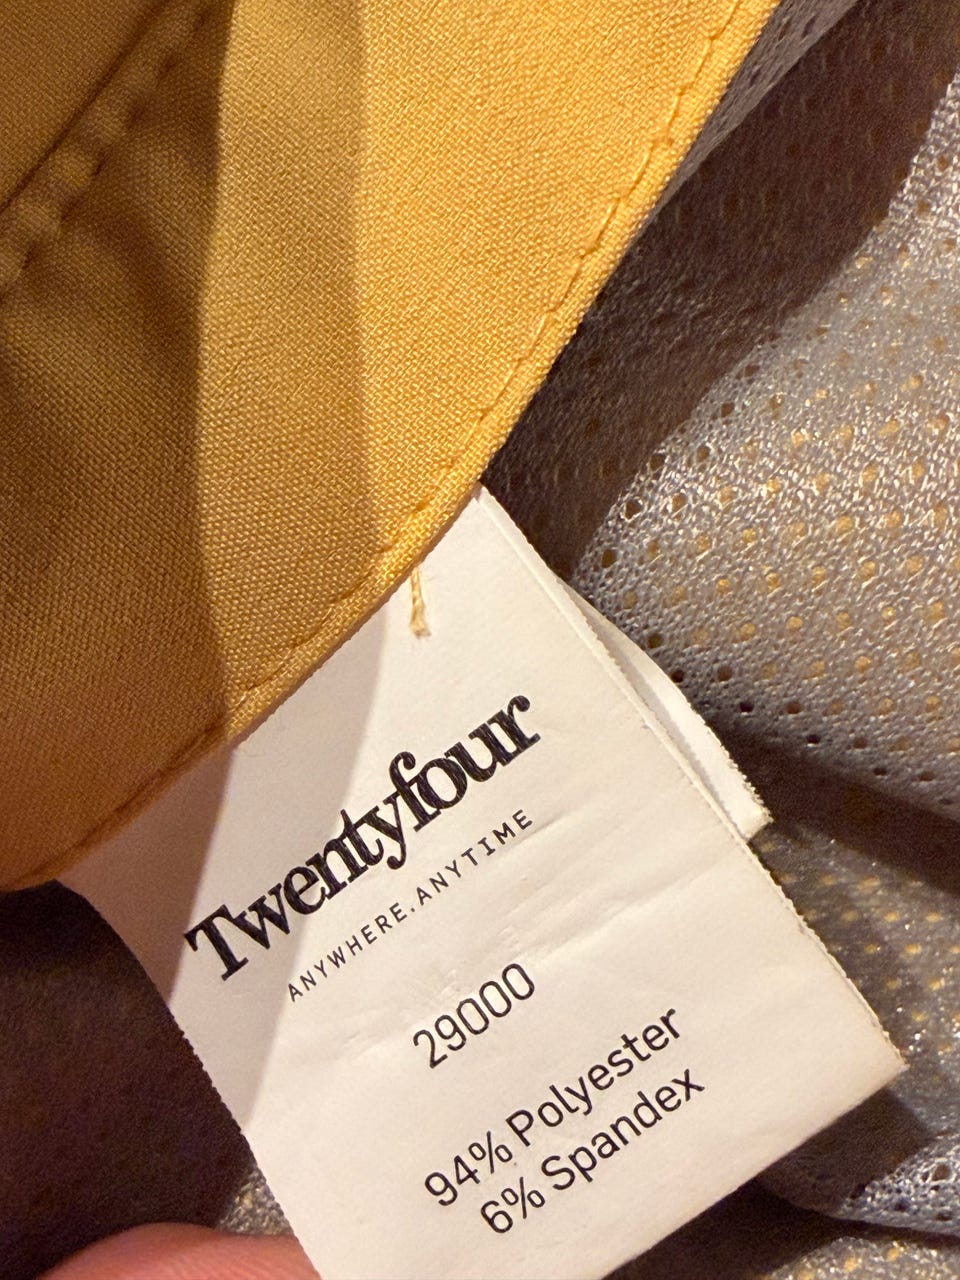 Twentyfour
ANYWHERE.ANYTIME
29000
94% Polyester
6% Spandex